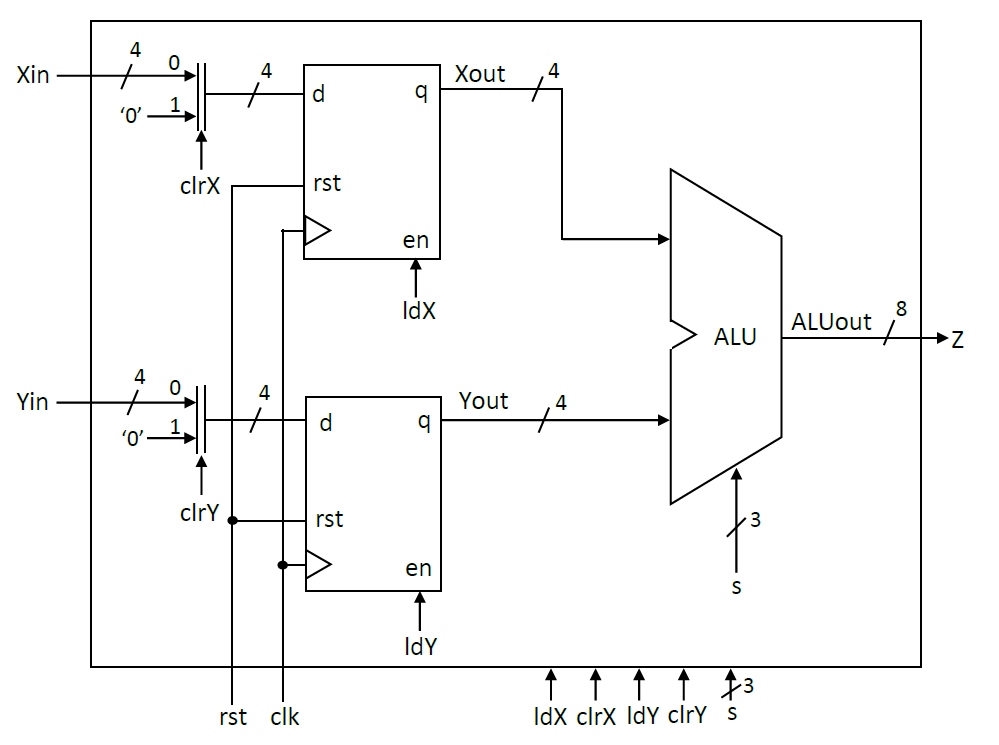 4
0
Xin
‘0’
1
clrX
4
d
q
rst
en
ldX
Xout
4
4
0
Yin
‘0’
1
clrY
4
d
q
rst
en
ldY
Yout
4
ALU
ALUout
8
Z
3
s
rst clk
ldX clrX ldY clrY s
3